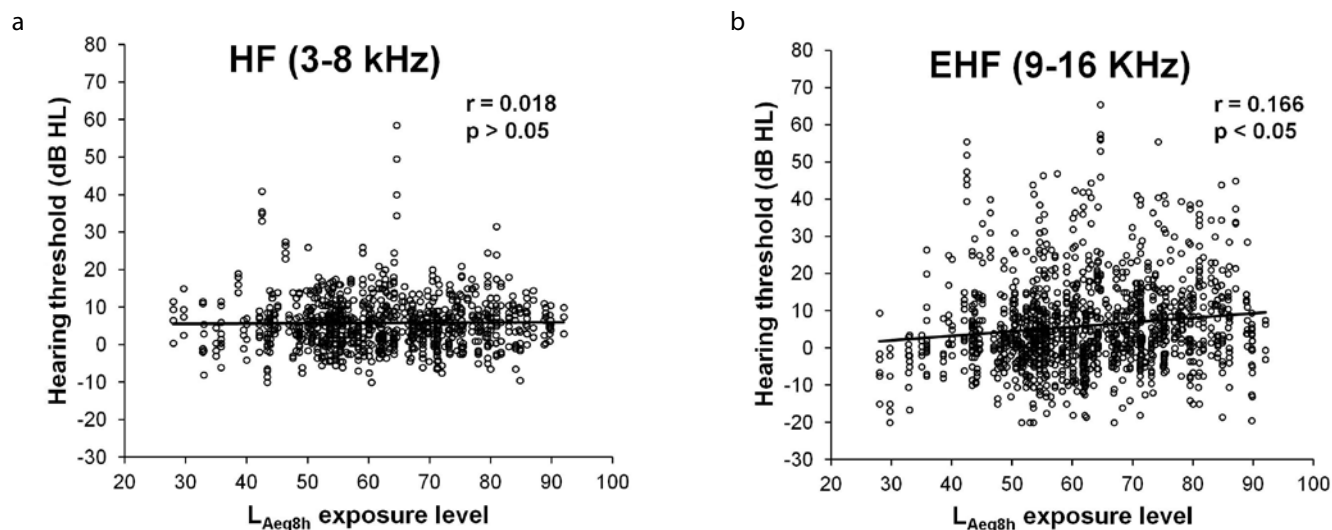 a
HF (3-8 kHz)
r = 0.018
p > 0.05
Hearing threshold (dB HL)
80
70
60
50
40
30
20
10
0
-10
-20
-30
20 30 40 50 60 70 80 90 100
LAeq8h exposure level
b
EHF (9-16 KHz)
r = 0.166
p < 0.05
Hearing threshold (dB HL)
80
70
60
50
40
30
20
10
0
-10
-20
-30
20 30 40 50 60 70 80 90 100
LAeq8h exposure level